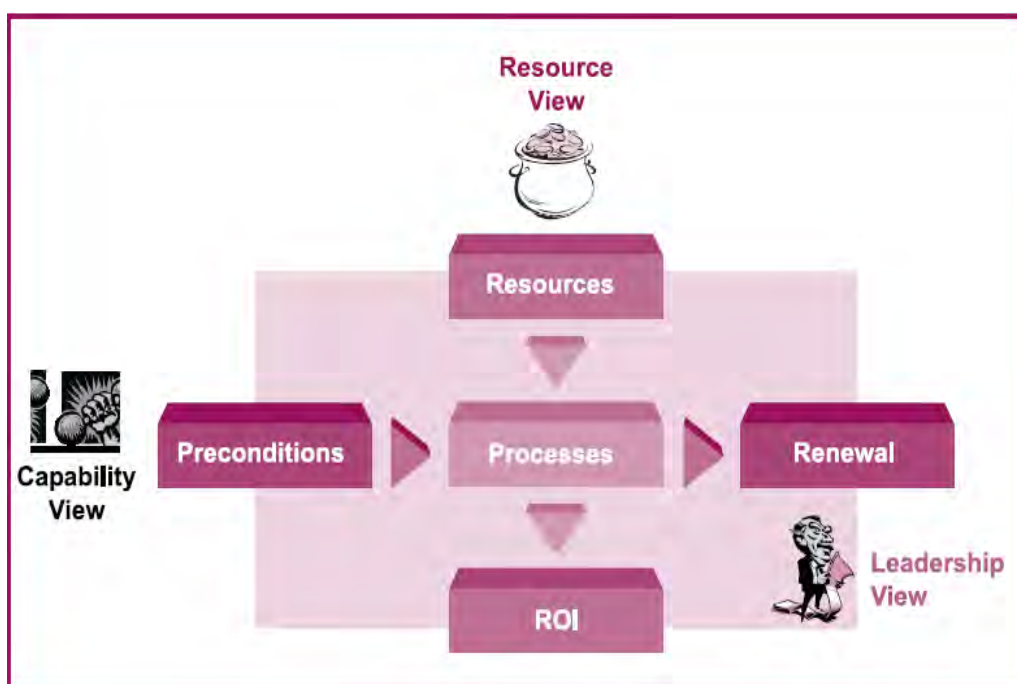 Resource
View
Resources
Preconditions
Processes
Renewal
Capability
View
Leadership
View
ROI